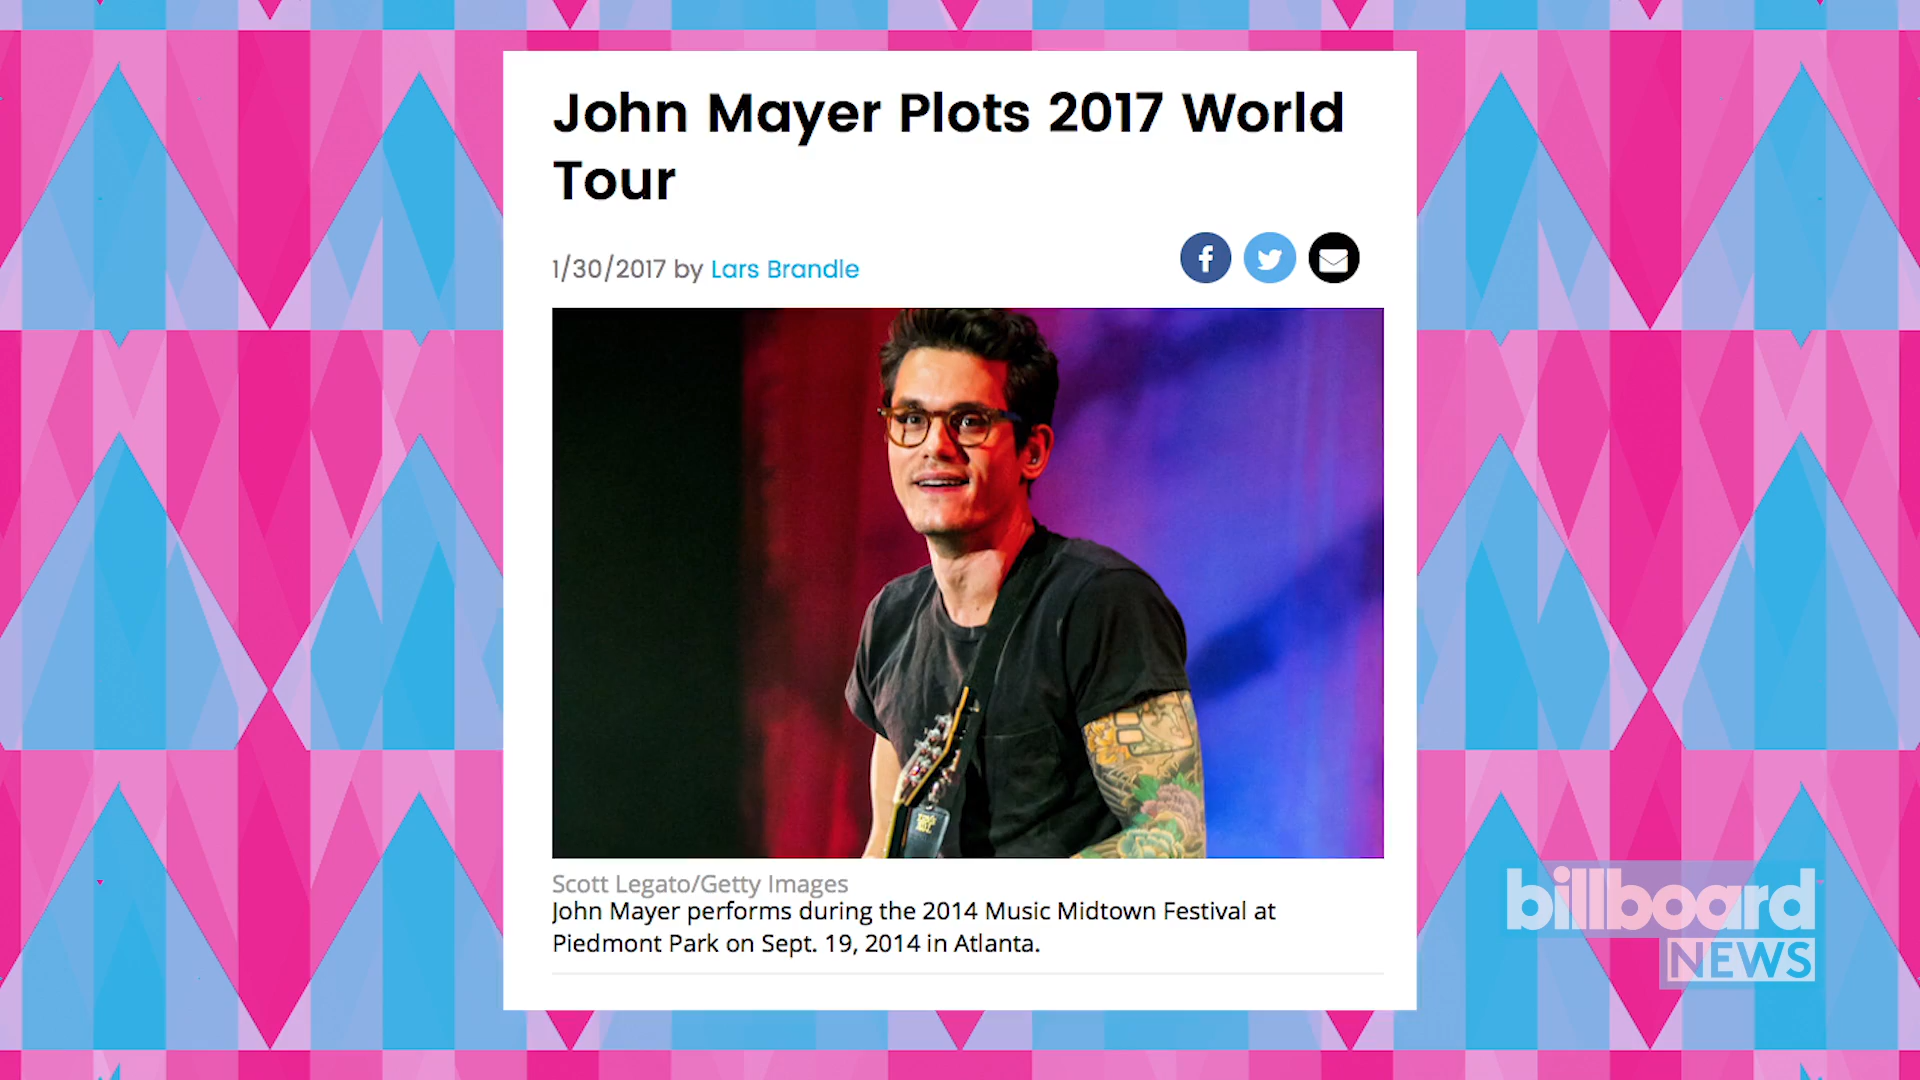 John Mayer Plots 2017 World
Tour
1/30/2017 by Lars Brandle
Scott Legato/Getty Images
John Mayer performs during the 2014 Music Midtown Festival at
Piedmont Park on Sept. 19, 2014 in Atlanta.
billboard
NEWS